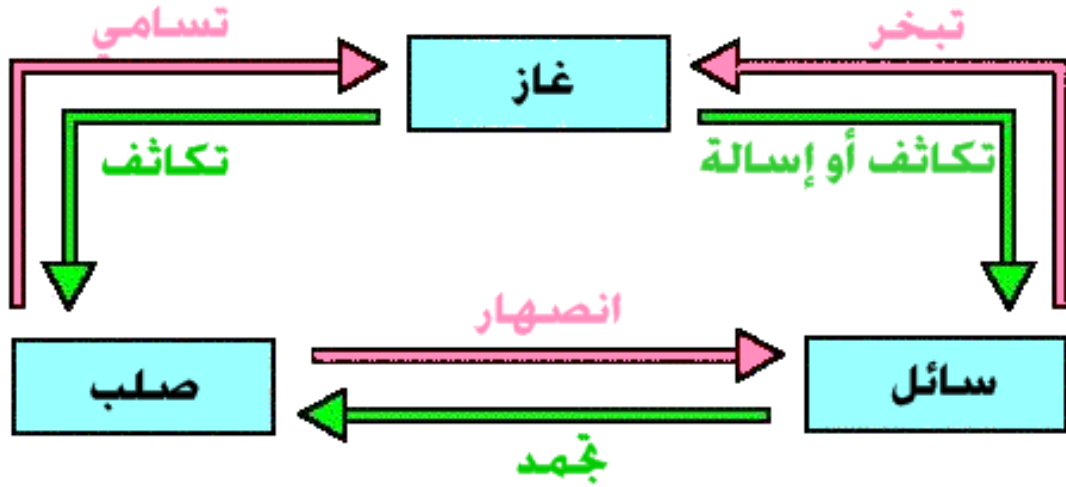 تسامي
تبخر
غاز
تكاثف
تكاثف أو إسالة
انصهار
صلب
سائل
تجمد